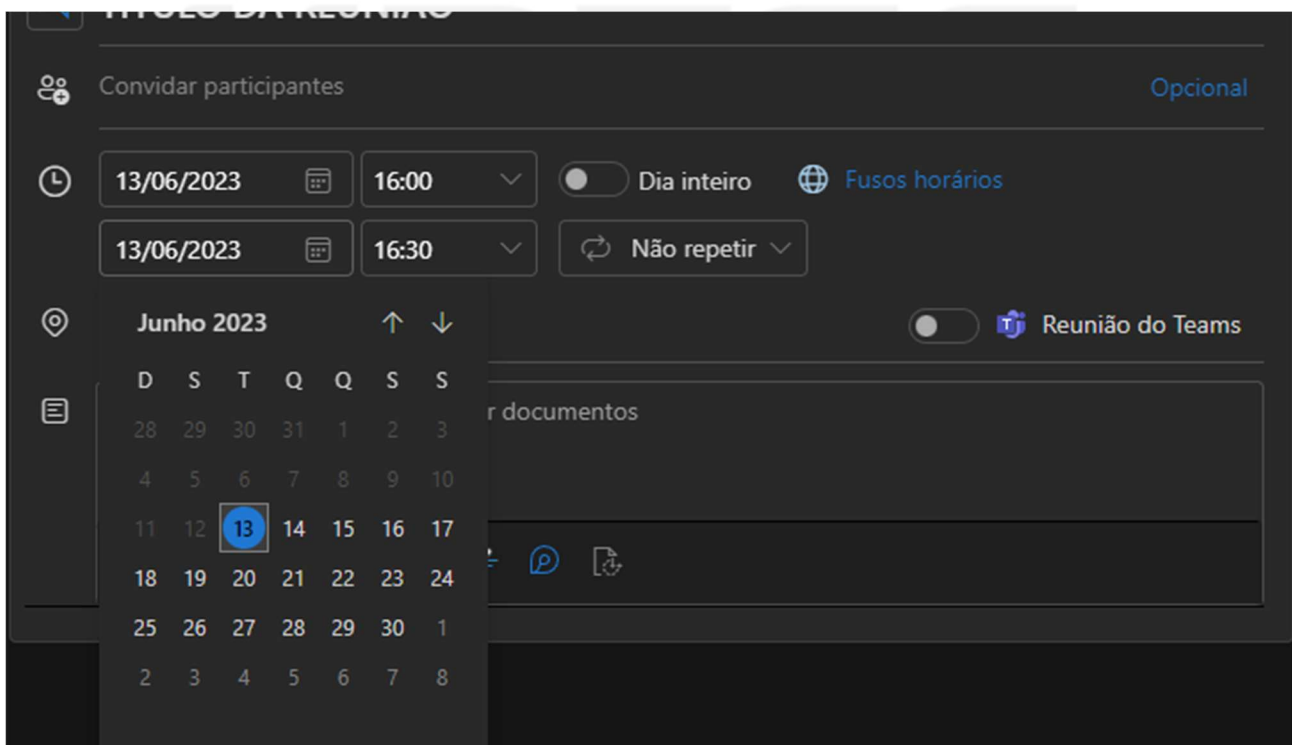 TÍTULO DA REUNIÃO
Convidar participantes Opcional
13/06/2023 16:00 Dia inteiro Fusos horários
13/06/2023 16:30 Não repetir
Junho 2023 Reunião do Teams
D S T Q Q S S
r documentos
28 29 30 31 1 2 3
4 5 6 7 8 9 10
11 12 13 14 15 16 17
18 19 20 21 22 23 24
25 26 27 28 29 30 1
2 3 4 5 6 7 8